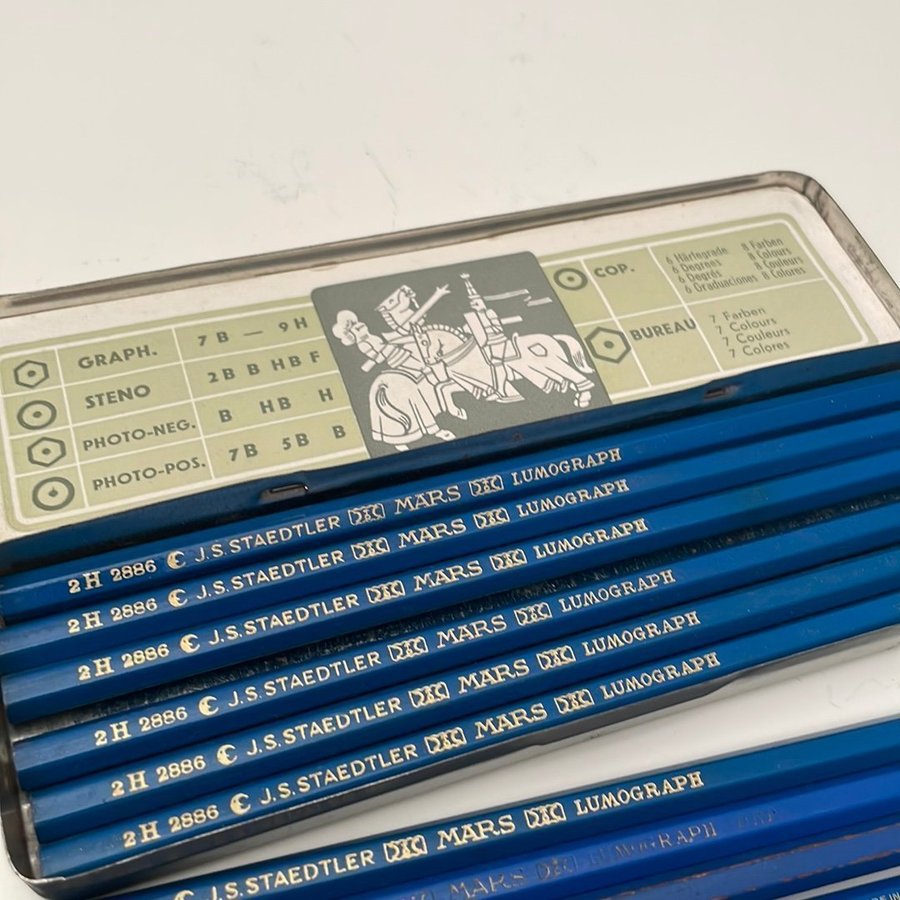 GRAPH. 7B — 9H
STENO 2B B HB F
PHOTO-NEG. B HB H
PHOTO-POS. 7B 5B B
COP.
6 Härtegrade 8 Farben
6 Degrees 8 Colours
6 Degrés 8 Couleurs
6 Graduaciones 8 Colores
BUREAU
7 Farben
7 Colours
7 Couleurs
7 Colores
2H 2886 J.S. STAEDTLER MARS LUMOGRAPH
2H 2886 J.S. STAEDTLER MARS LUMOGRAPH
2H 2886 J.S. STAEDTLER MARS LUMOGRAPH
2H 2886 J.S. STAEDTLER MARS LUMOGRAPH
2H 2886 J.S. STAEDTLER MARS LUMOGRAPH
2H 2886 J.S. STAEDTLER MARS LUMOGRAPH
J.S. STAEDTLER MARS LUMOGRAPH
MARS LUMOGRAPH